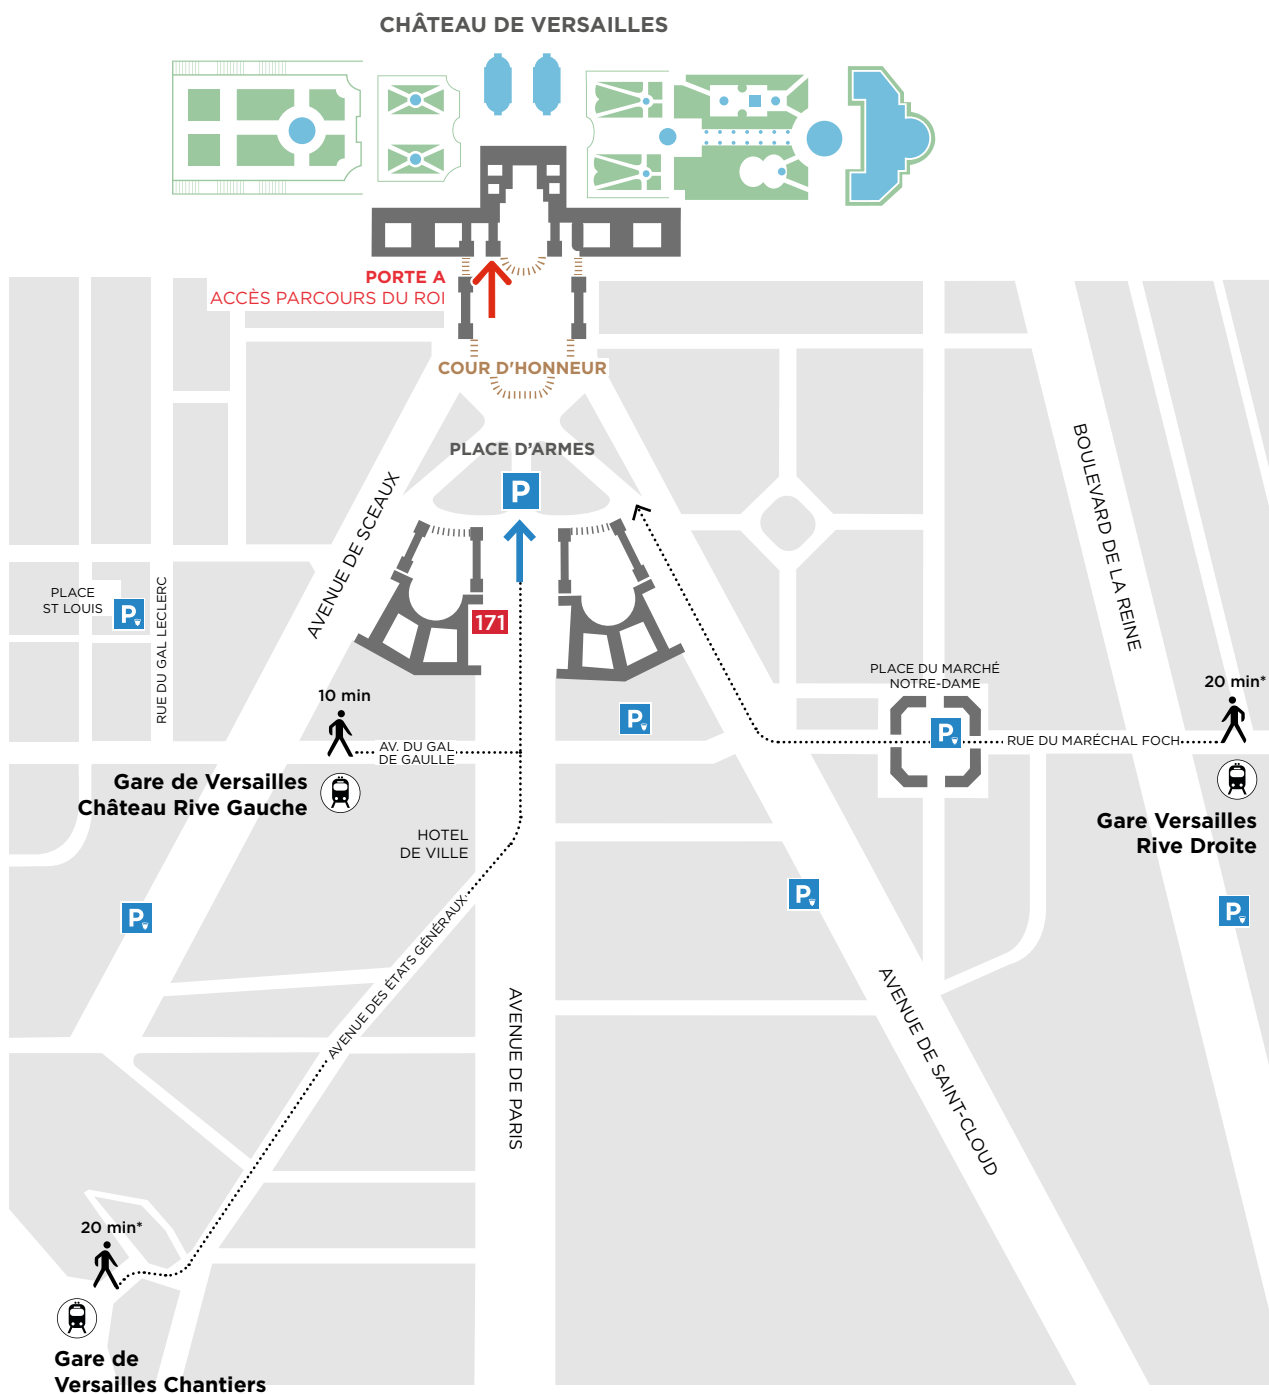 CHÂTEAU DE VERSAILLES
PORTE A
ACCÈS PARCOURS DU ROI
COUR D'HONNEUR
PLACE D'ARMES
P
AVENUE DE SCEAUX
BOULEVARD DE LA REINE
PLACE
ST LOUIS
P
RUE DU GAL LECLERC
171
PLACE DU MARCHÉ
NOTRE-DAME
P
10 min
20 min*
P
AV. DU GAL
DE GAULLE
RUE DU MARÉCHAL FOCH
Gare de Versailles
Château Rive Gauche
Gare Versailles
Rive Droite
HOTEL
DE VILLE
P
P
P
AVENUE DES ÉTATS GÉNÉRAUX
AVENUE DE PARIS
AVENUE DE SAINT-CLOUD
20 min*
Gare de
Versailles Chantiers